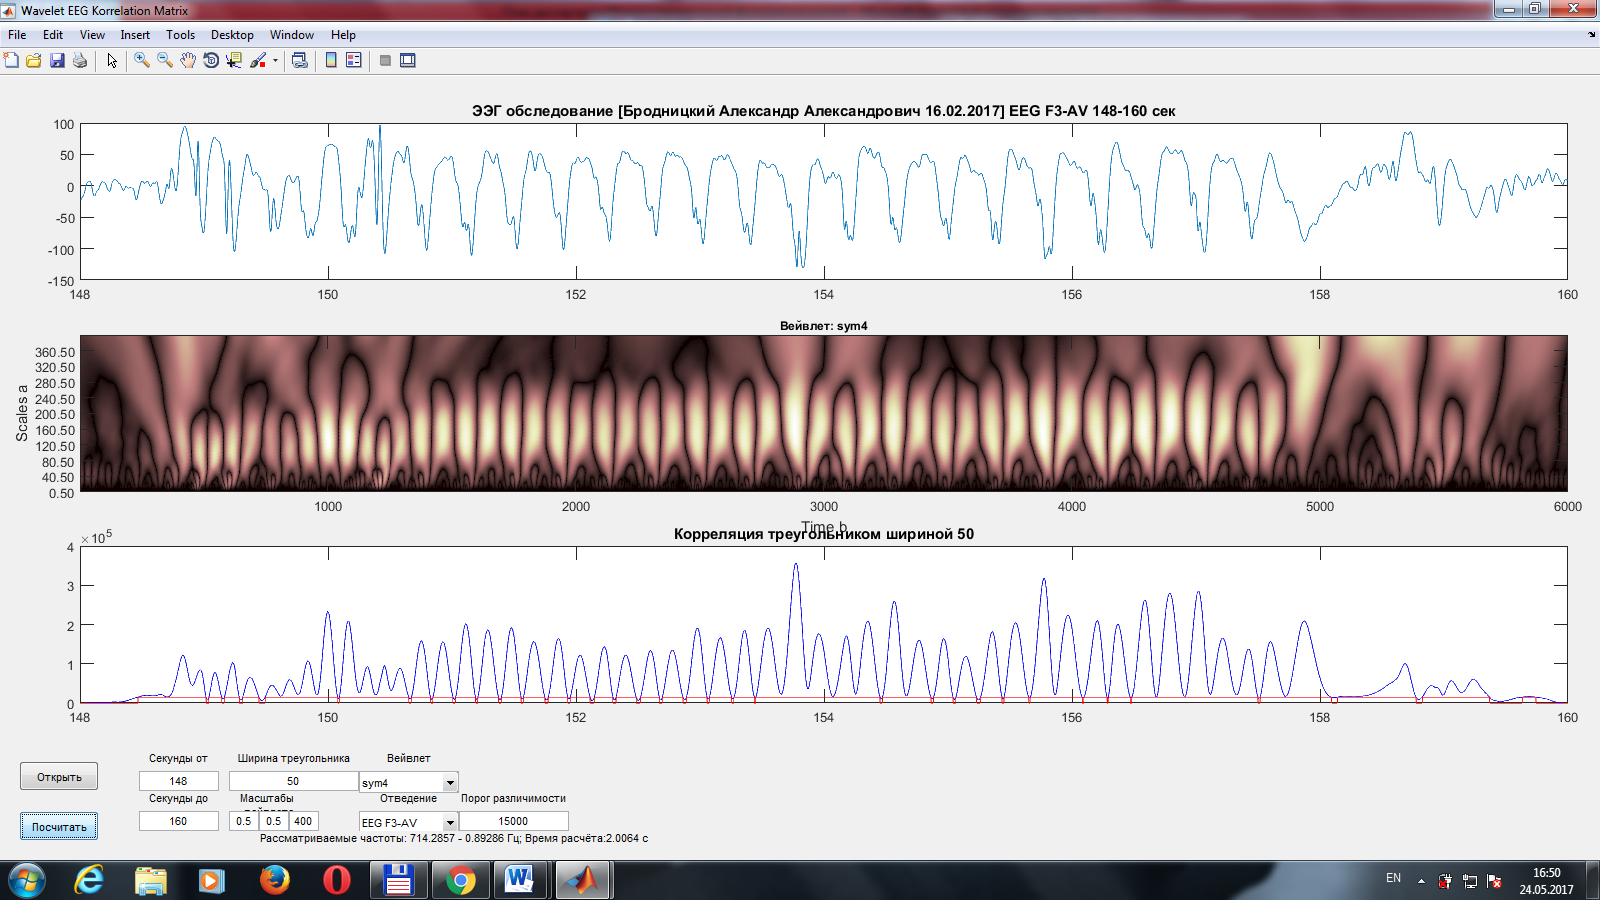 Wavelet EEG Korrelation Matrix
File Edit View Insert Tools Desktop Window Help
ЭЭГ обследование [Бродницкий Александр Александрович 16.02.2017] EEG F3-AV 148-160 сек
100
50
0
-50
-100
-150
148 150 152 154 156 158 160
Вейвлет: sym4
Scales a
360.50
320.50
280.50
240.50
200.50
160.50
120.50
80.50
40.50
0.50
1000 2000 3000 4000 5000 6000
Time b
Корреляция треугольником шириной 50
×10^5
4
3
2
1
0
148 150 152 154 156 158 160
Секунды от Ширина треугольника Вейвлет
Открыть 148 50 sym4
Секунды до Масштабы Отведение Порог различимости
Посчитать 160 0.5 0.5 400 EEG F3-AV 15000
Рассматриваемые частоты: 714.2857 - 0.89286 Гц; Время расчёта:2.0064 с
EN
16:50
24.05.2017